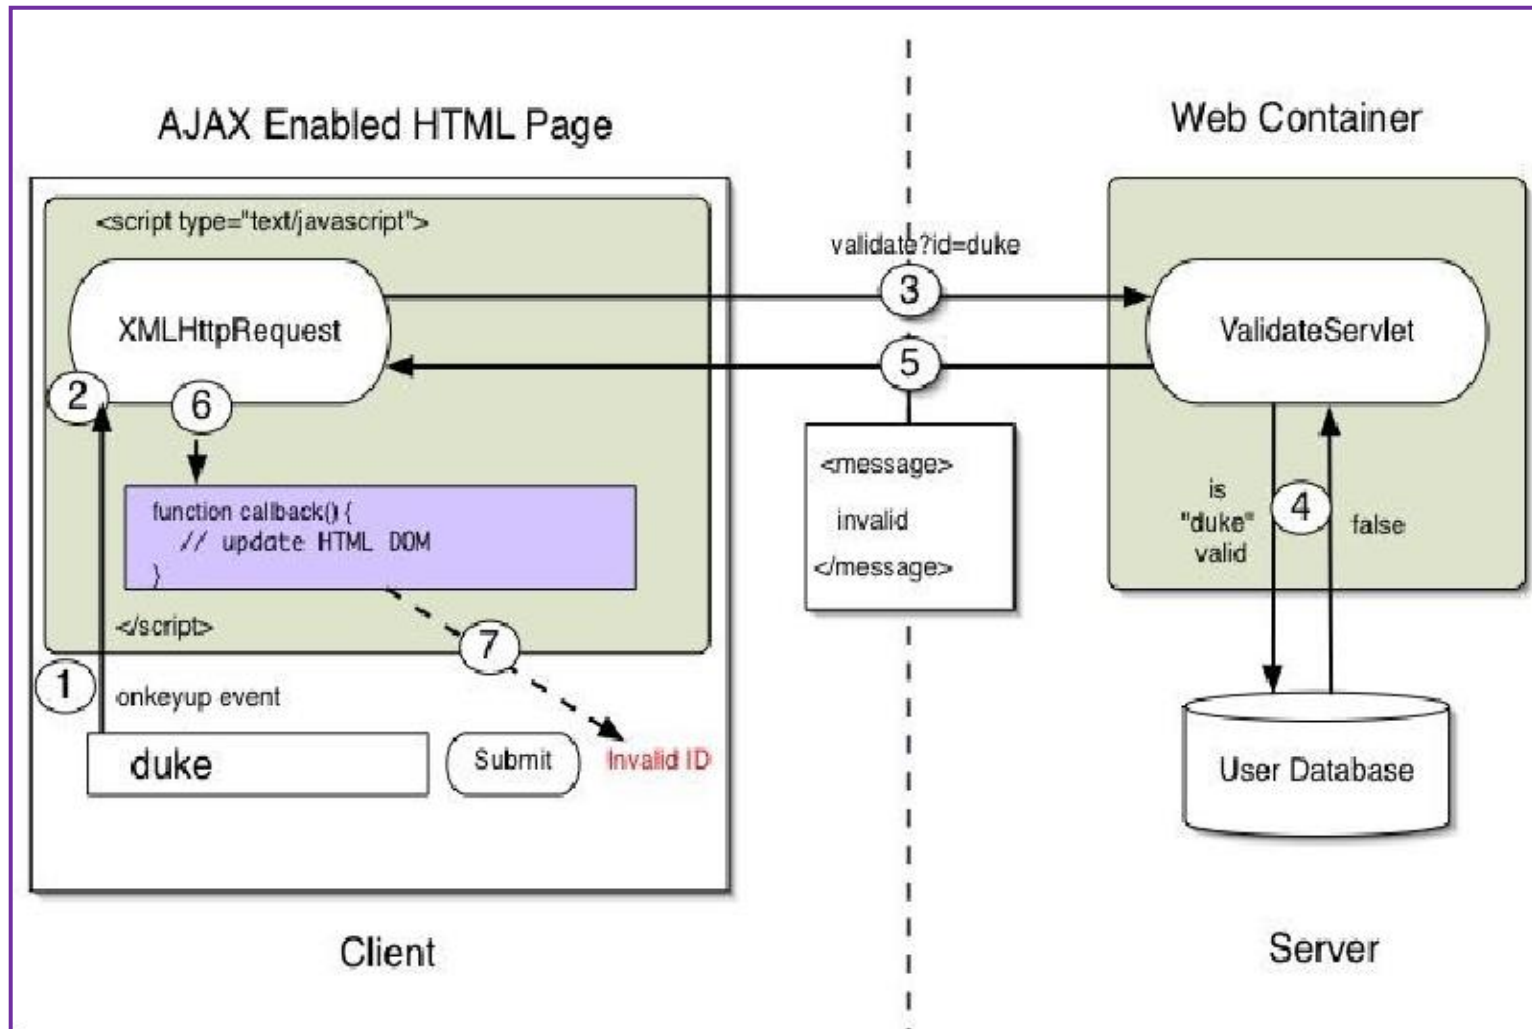 AJAX Enabled HTML Page
Web Container
<script type="text/javascript">
validate?id=duke
3
XMLHttpRequest
ValidateServlet
5
2
6
<message>
invalid
</message>
function callback() {
// update HTML DOM
}
is
"duke"
valid
4
false
</script>
7
1
onkeyup event
duke
Submit
Invalid ID
User Database
Client
Server